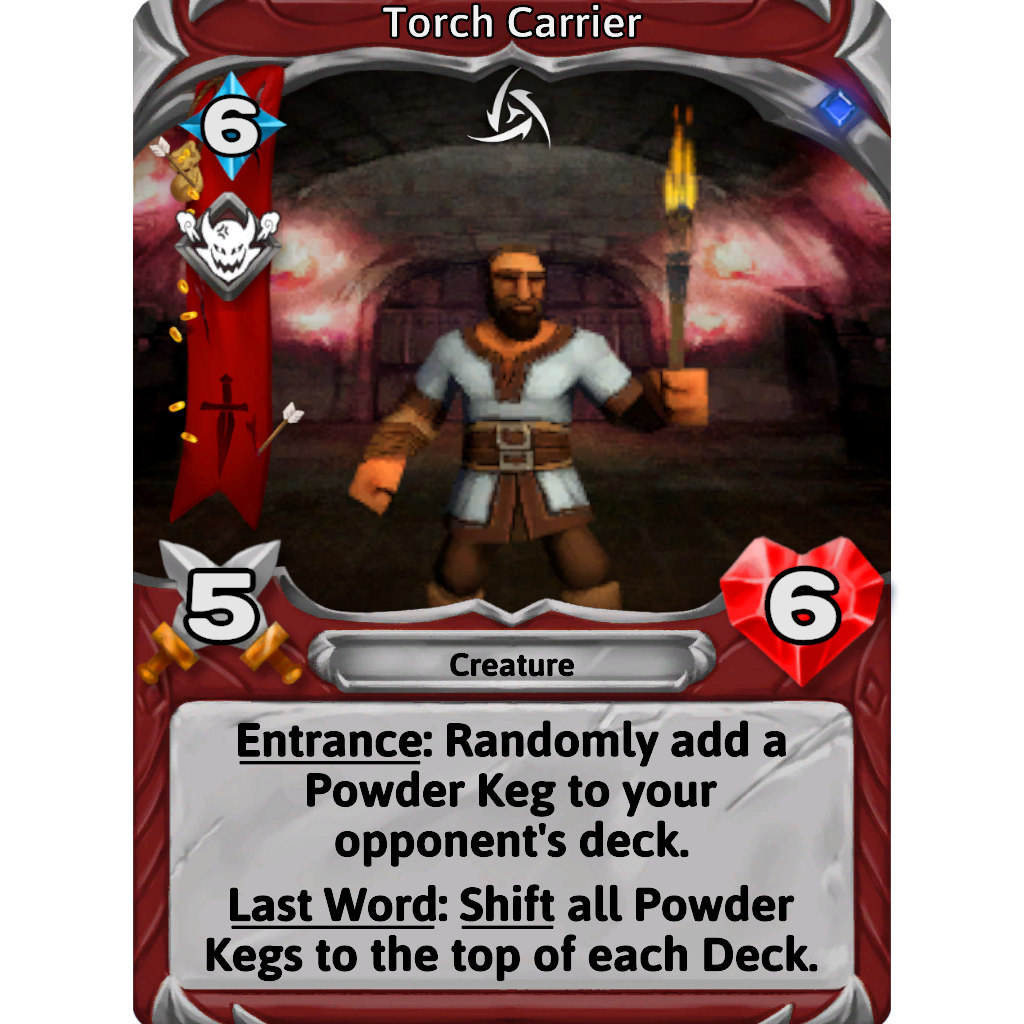 Torch Carrier
6
5
6
Creature
Entrance: Randomly add a
Powder Keg to your
opponent's deck.
Last Word: Shift all Powder
Kegs to the top of each Deck.